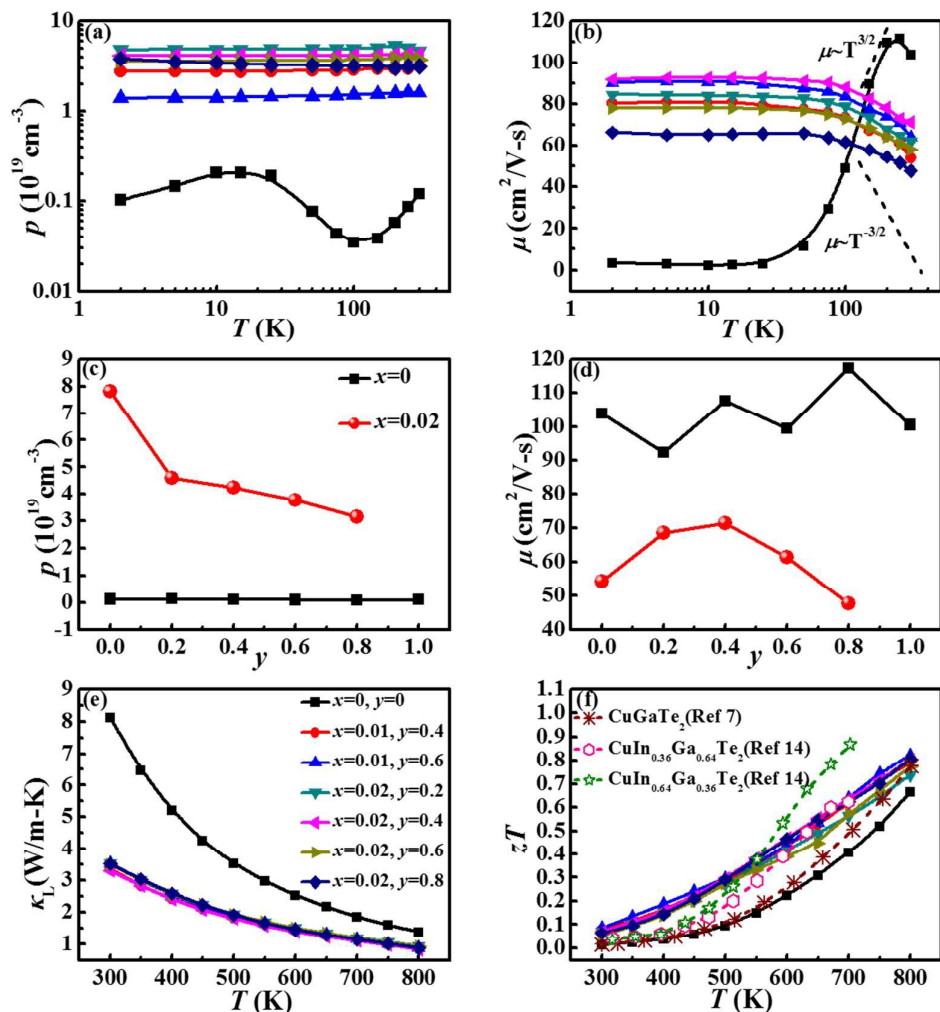 (a)
p (10^19 cm^-3)
10
1
0.1
0.01
1 10 100
T (K)
(b)
μ (cm^2/V-s)
120
100
80
60
40
20
0
μ~T^3/2
μ~T^-3/2
1 10 100
T (K)
(c)
p (10^19 cm^-3)
9
8
7
6
5
4
3
2
1
0
-1
x=0
x=0.02
0.0 0.2 0.4 0.6 0.8 1.0
y
(d)
μ (cm^2/V-s)
120
110
100
90
80
70
60
50
40
0.0 0.2 0.4 0.6 0.8 1.0
y
(e)
κ_L (W/m-K)
9
8
7
6
5
4
3
2
1
x=0, y=0
x=0.01, y=0.4
x=0.01, y=0.6
x=0.02, y=0.2
x=0.02, y=0.4
x=0.02, y=0.6
x=0.02, y=0.8
300 400 500 600 700 800
T (K)
(f)
zT
1.1
1.0
0.9
0.8
0.7
0.6
0.5
0.4
0.3
0.2
0.1
0.0
CuGaTe_2(Ref 7)
CuIn_0.36Ga_0.64Te_2(Ref 14)
CuIn_0.64Ga_0.36Te_2(Ref 14)
300 400 500 600 700 800
T (K)